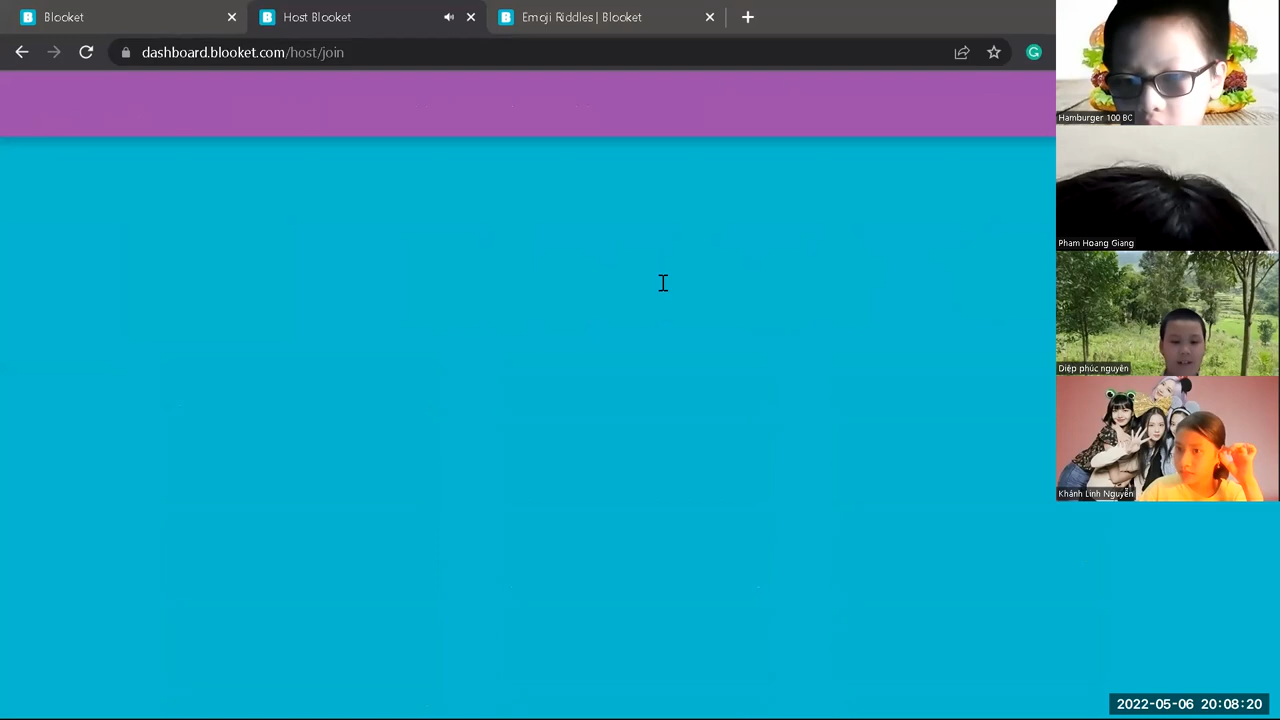 Blooket
Host Blooket
Emoji Riddles | Blooket
dashboard.blooket.com/host/join
Hamburger 100 BC
Pham Hoang Giang
Diệp phúc nguyên
Khánh Linh Nguyễn
2022-05-06 20:08:20